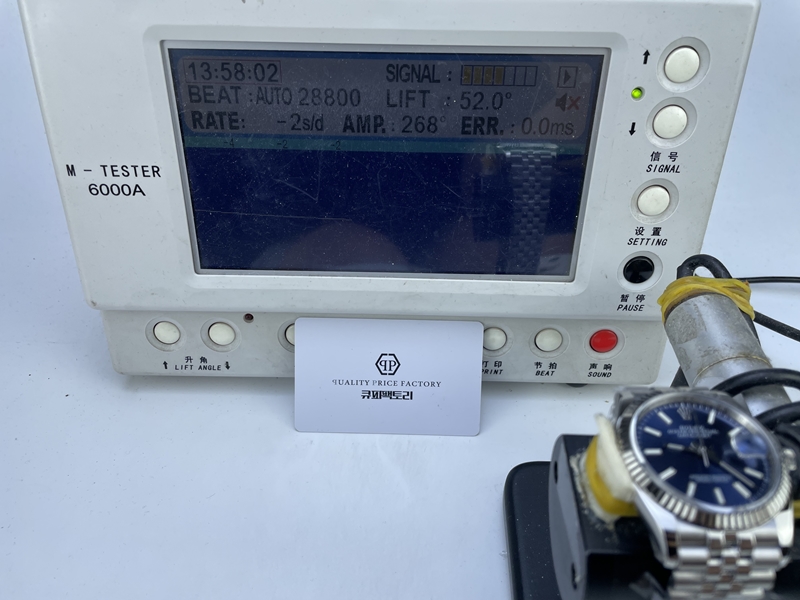 13:58:02 SIGNAL :
BEAT : AUTO 28800 LIFT : 52.0°
RATE: -2s/d AMP. : 268° ERR. : 0.0ms
M - TESTER
6000A
信号
SIGNAL
设置
SETTING
暂停
PAUSE
升角
LIFT ANGLE
打印
PRINT
节拍
BEAT
声响
SOUND
QUALITY PRICE FACTORY
큐피팩토리